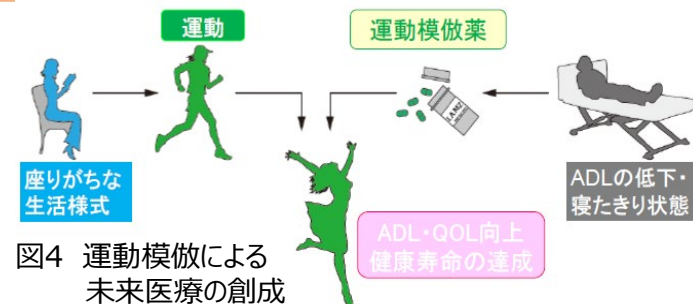 運動
運動模倣薬
LAMZ
座りがちな
生活様式
ADLの低下・
寝たきり状態
ADL・QOL向上
健康寿命の達成
図4 運動模倣による
未来医療の創成